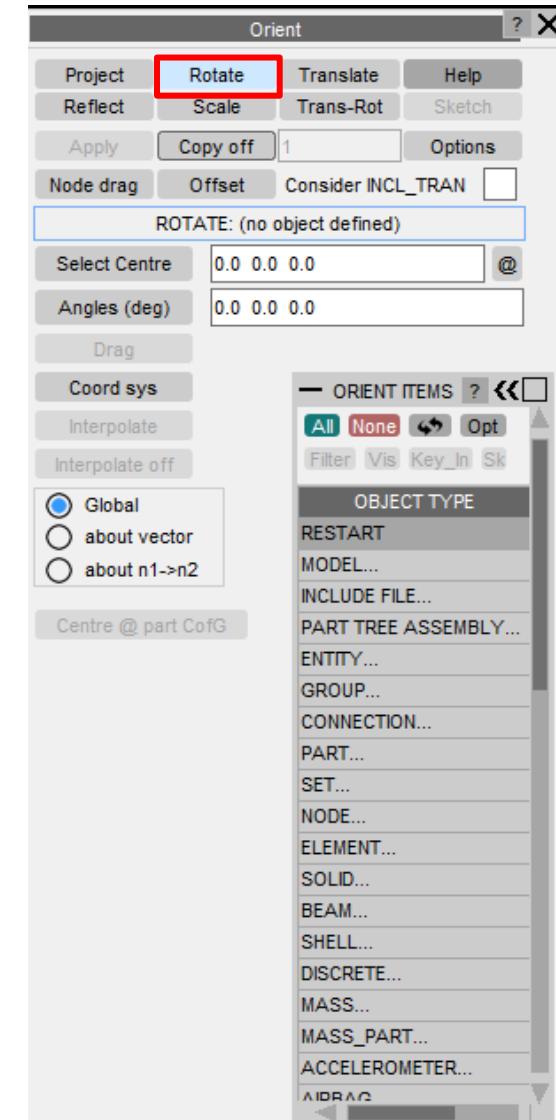 Orient ? X
Project Rotate Translate Help
Reflect Scale Trans-Rot Sketch
Apply Copy off 1 Options
Node drag Offset Consider INCL_TRAN
ROTATE: (no object defined)
Select Centre 0.0 0.0 0.0 @
Angles (deg) 0.0 0.0 0.0
Drag
Coord sys
Interpolate
Interpolate off
Global
about vector
about n1->n2
Centre @ part CofG
ORIENT ITEMS ?
All None Opt
Filter Vis Key_In Sk
OBJECT TYPE
RESTART
MODEL...
INCLUDE FILE...
PART TREE ASSEMBLY...
ENTITY...
GROUP...
CONNECTION...
PART...
SET...
NODE...
ELEMENT...
SOLID...
BEAM...
SHELL...
DISCRETE...
MASS...
MASS_PART...
ACCELEROMETER...
AIRBAG